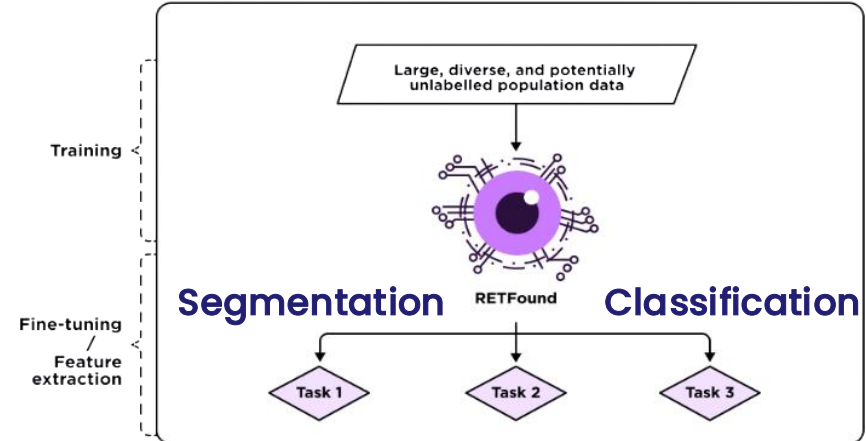 Large, diverse, and potentially
unlabelled population data
Training
Segmentation
RETFound
Classification
Fine-tuning
/
Feature
extraction
Task 1
Task 2
Task 3